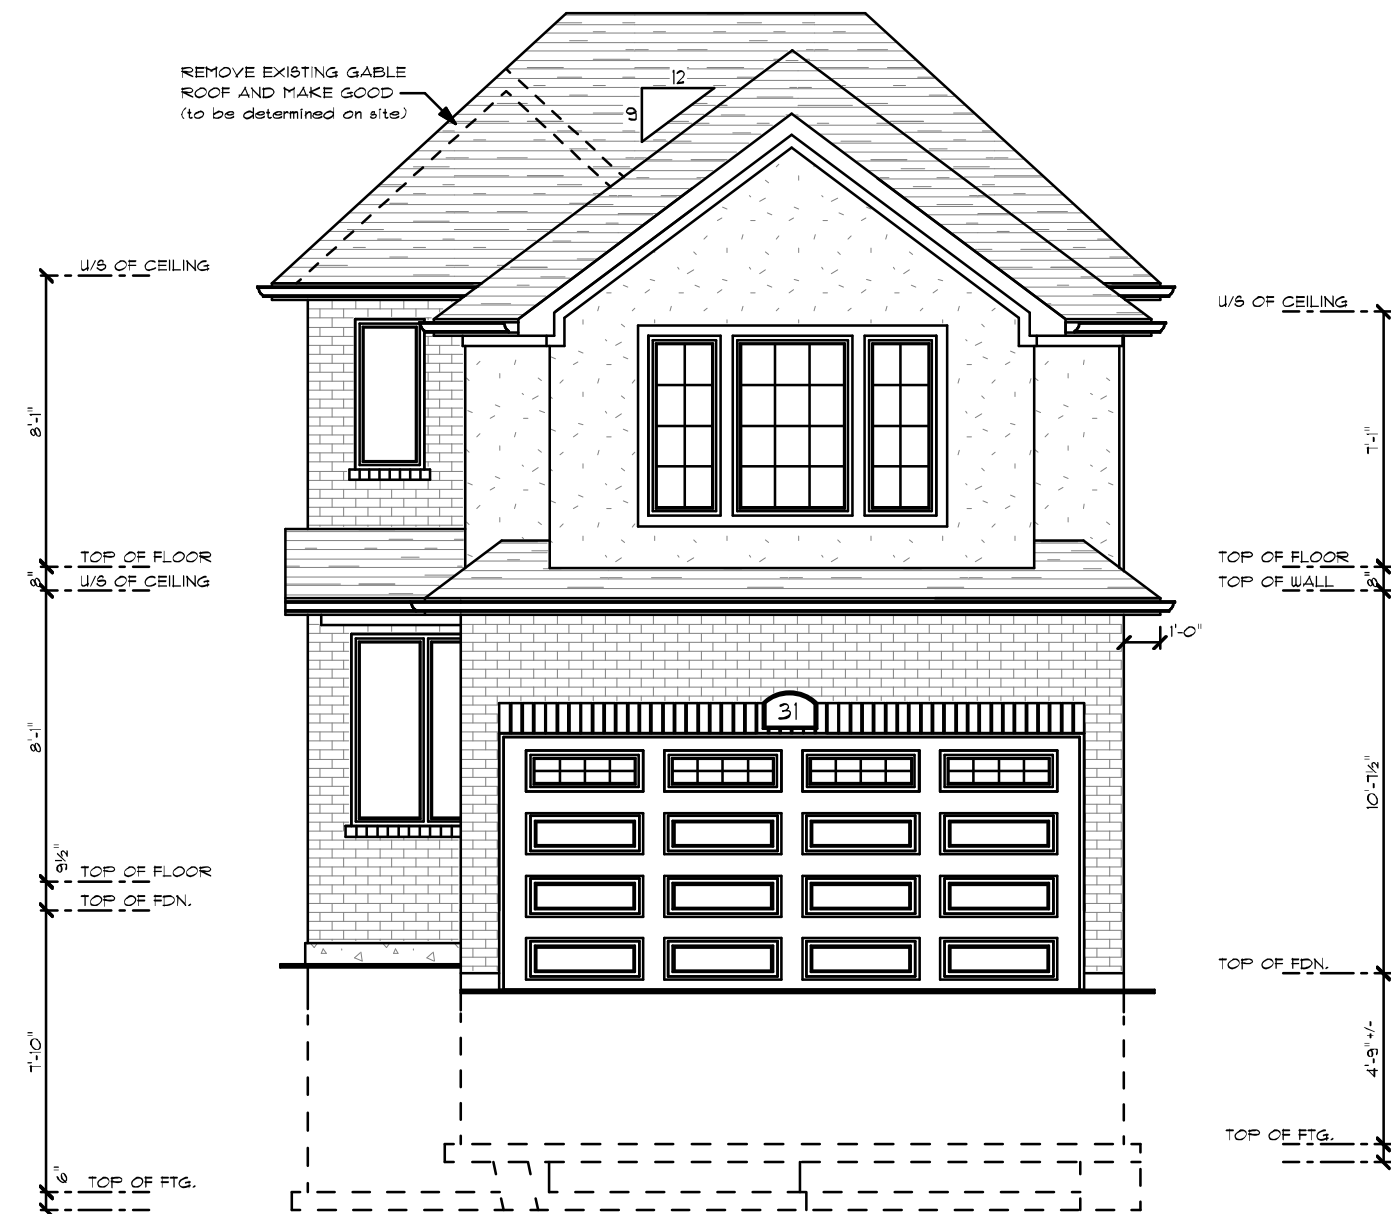 REMOVE EXISTING GABLE
ROOF AND MAKE GOOD
(to be determined on site)
12
9
U/S OF CEILING
U/S OF CEILING
8'-1"
7'-1"
TOP OF FLOOR
8"
U/S OF CEILING
TOP OF FLOOR
TOP OF WALL
8"
1'-0"
31
8'-1"
10'-7½"
9½"
TOP OF FLOOR
TOP OF FDN.
TOP OF FDN.
7'-10"
4'-9" +/-
TOP OF FTG.
6"
TOP OF FTG.